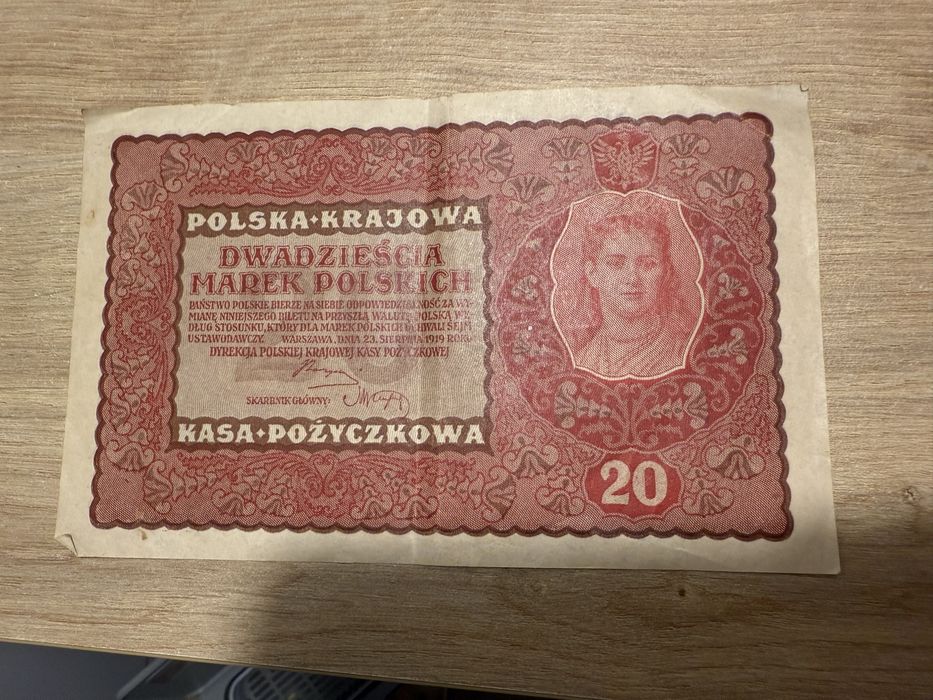 POLSKA•KRAJOWA
DWADZIEŚCIA
MAREK POLSKICH
PAŃSTWO POLSKIE BIERZE NA SIEBIE ODPOWIEDZIALNOŚĆ ZA WY-
MIANĘ NINIEJSZEGO BILETU NA PRZYSZŁĄ WALUTĘ POLSKĄ WE-
DŁUG STOSUNKU, KTÓRY DLA MAREK POLSKICH UCHWALI SEJM
USTAWODAWCZY. WARSZAWA, DNIA 23. SIERPNIA 1919 ROKU.
DYREKCJA POLSKIEJ KRAJOWEJ KASY POŻYCZKOWEJ
SKARBNIK GŁÓWNY:
KASA•POŻYCZKOWA
20